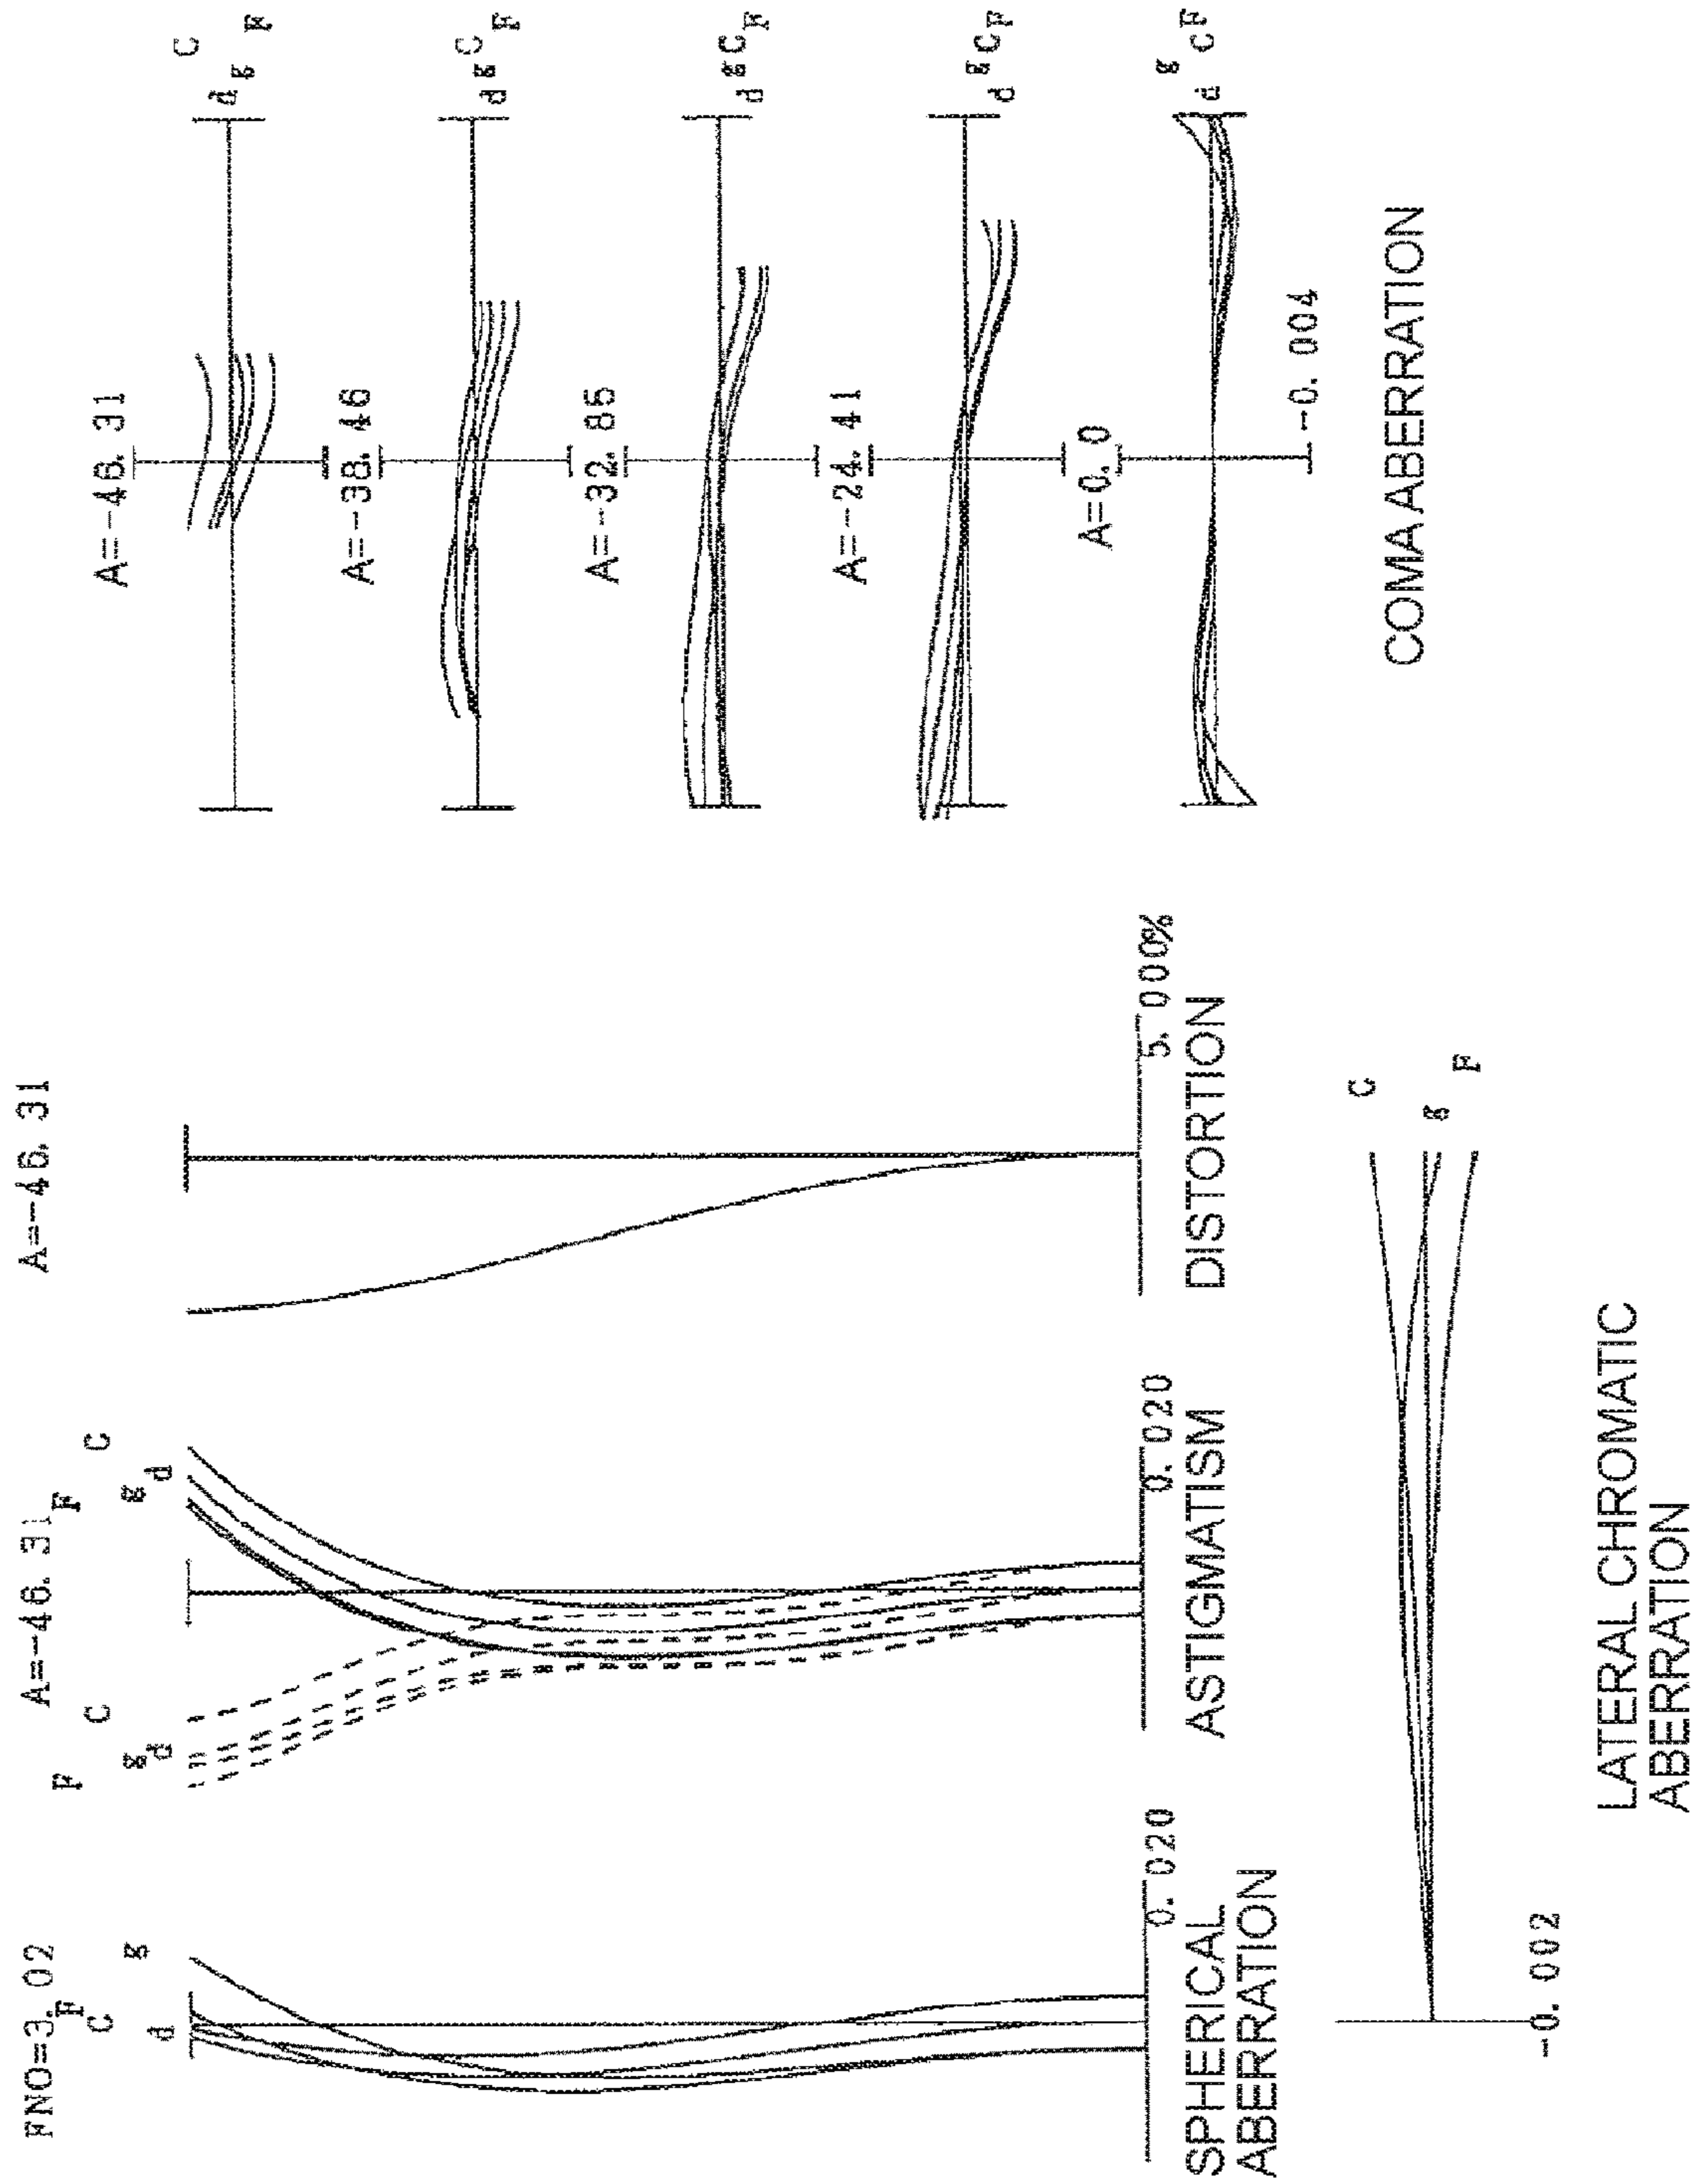 FNO=3.02
F
C
g
d
0.020
SPHERICAL
ABERRATION
A=-46.31
F
F
C
C
g
g
d
d
0.020
ASTIGMATISM
A=-46.31
5.000%
DISTORTION
A=-46.31
d g C F
A=-38.46
d g C F
A=-32.85
d g C F
A=-24.41
d g C F
A=0.0
d g C F
-0.004
COMA ABERRATION
C
g
F
-0.002
LATERAL CHROMATIC
ABERRATION